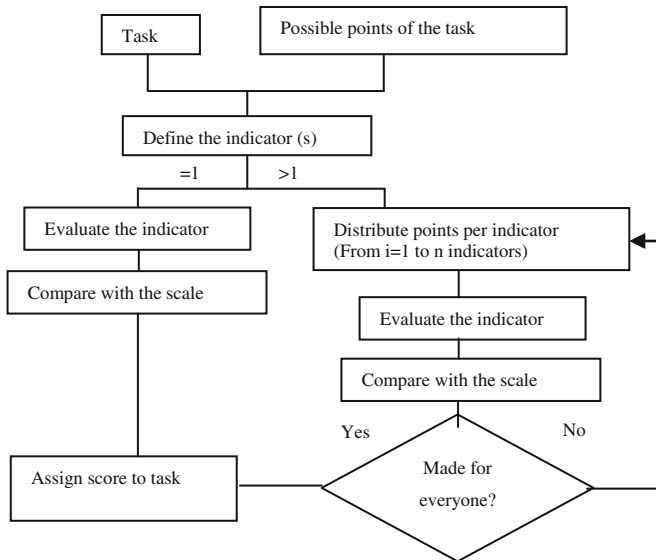 Task
Possible points of the task
Define the indicator (s)
=1
>1
Evaluate the indicator
Distribute points per indicator
(From i=1 to n indicators)
Compare with the scale
Evaluate the indicator
Compare with the scale
Yes
No
Made for
everyone?
Assign score to task